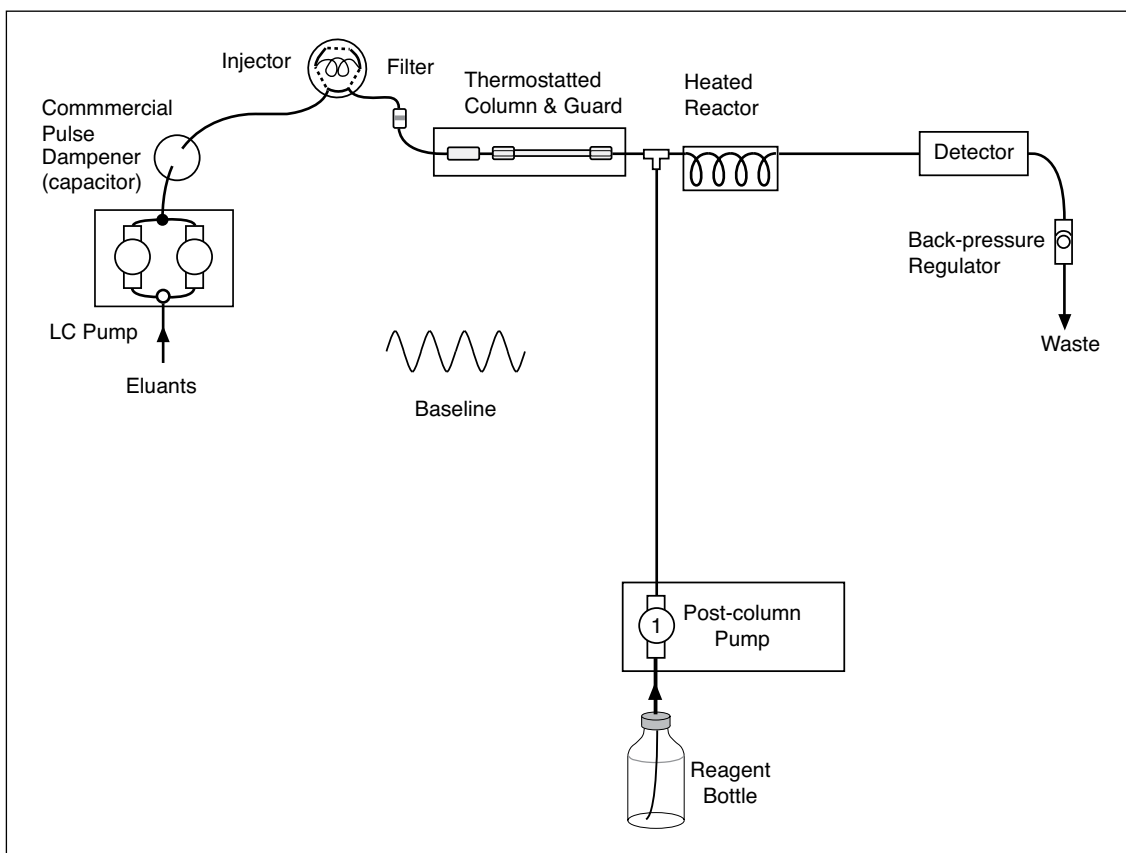 Injector
Filter
Commmercial
Pulse
Dampener
(capacitor)
Thermostatted
Column & Guard
Heated
Reactor
Detector
Back-pressure
Regulator
LC Pump
Eluants
Waste
Baseline
1
Post-column
Pump
Reagent
Bottle